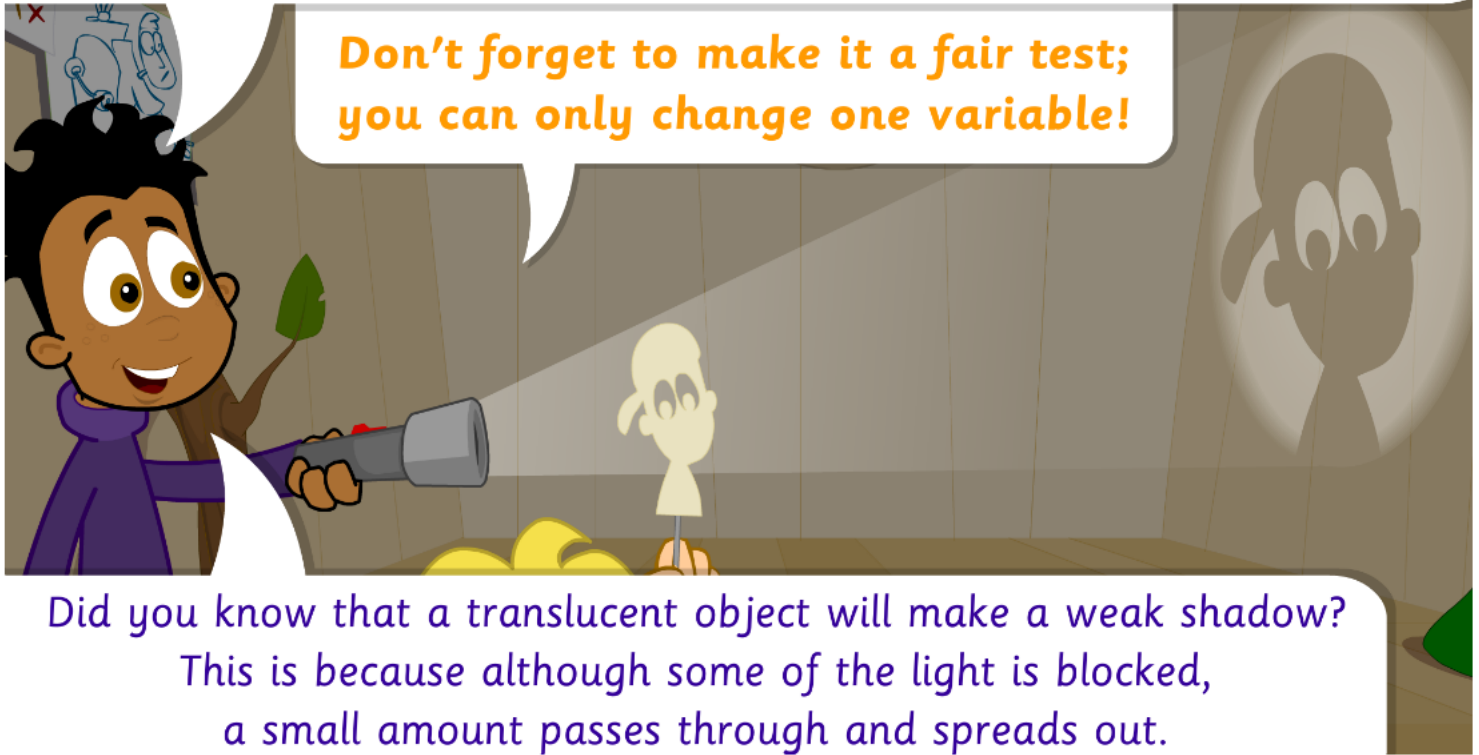 Don't forget to make it a fair test;
you can only change one variable!
Did you know that a translucent object will make a weak shadow?
This is because although some of the light is blocked,
a small amount passes through and spreads out.